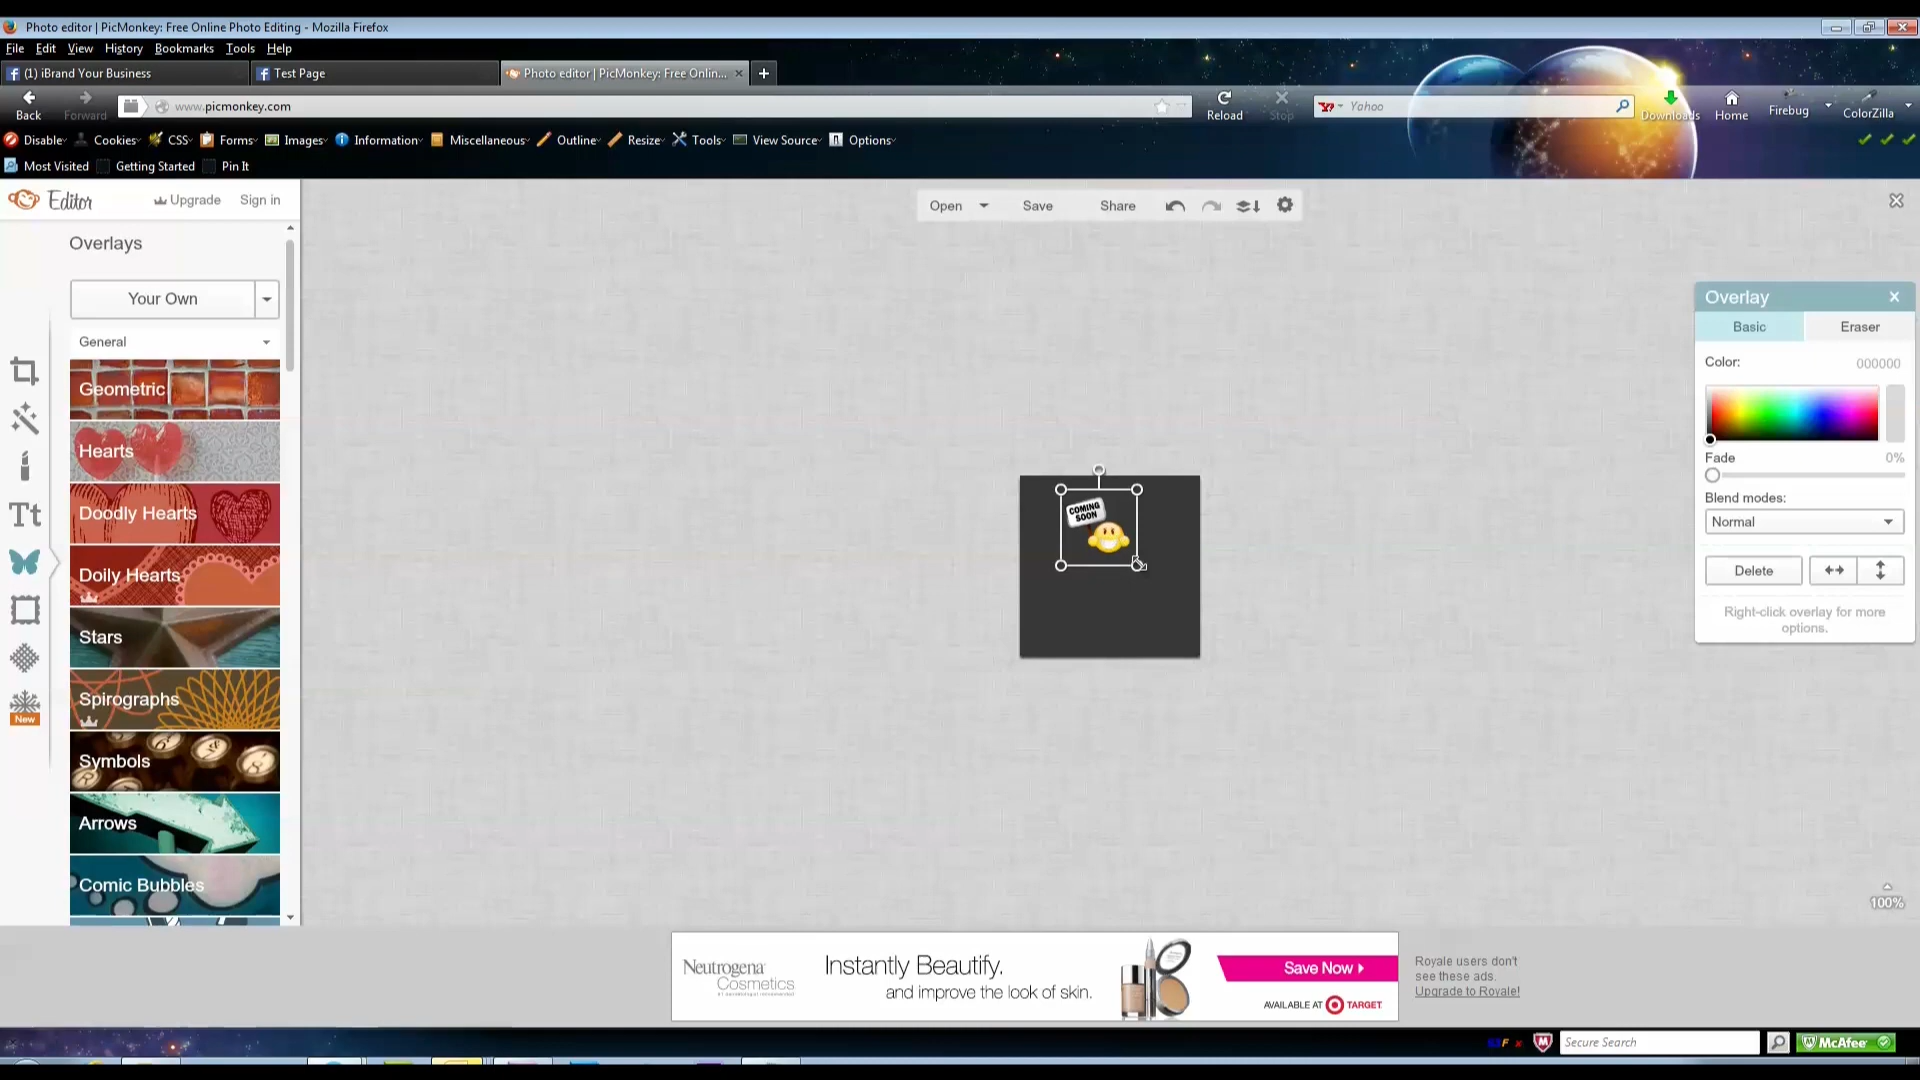 Photo editor | PicMonkey: Free Online Photo Editing - Mozilla Firefox
File Edit View History Bookmarks Tools Help
(1) iBrand Your Business
Test Page
Photo editor | PicMonkey: Free Onlin...
Back
Forward
www.picmonkey.com
Reload
Stop
Yahoo
Downloads
Home
Firebug
ColorZilla
Disable Cookies CSS Forms Images Information Miscellaneous Outline Resize Tools View Source Options
Most Visited Getting Started Pin It
Editor
Upgrade
Sign in
Open
Save
Share
Overlays
Your Own
General
Geometric
Hearts
Doodly Hearts
Doily Hearts
Stars
Spirographs
Symbols
Arrows
Comic Bubbles
Tt
New
COMING
SOON
Overlay
Basic
Eraser
Color:
000000
Fade
0%
Blend modes:
Normal
Delete
Right-click overlay for more
options.
100%
Neutrogena
Cosmetics
Instantly Beautify.
and improve the look of skin.
Save Now
AVAILABLE AT TARGET
Royale users don't
see these ads.
Upgrade to Royale!
Secure Search
McAfee